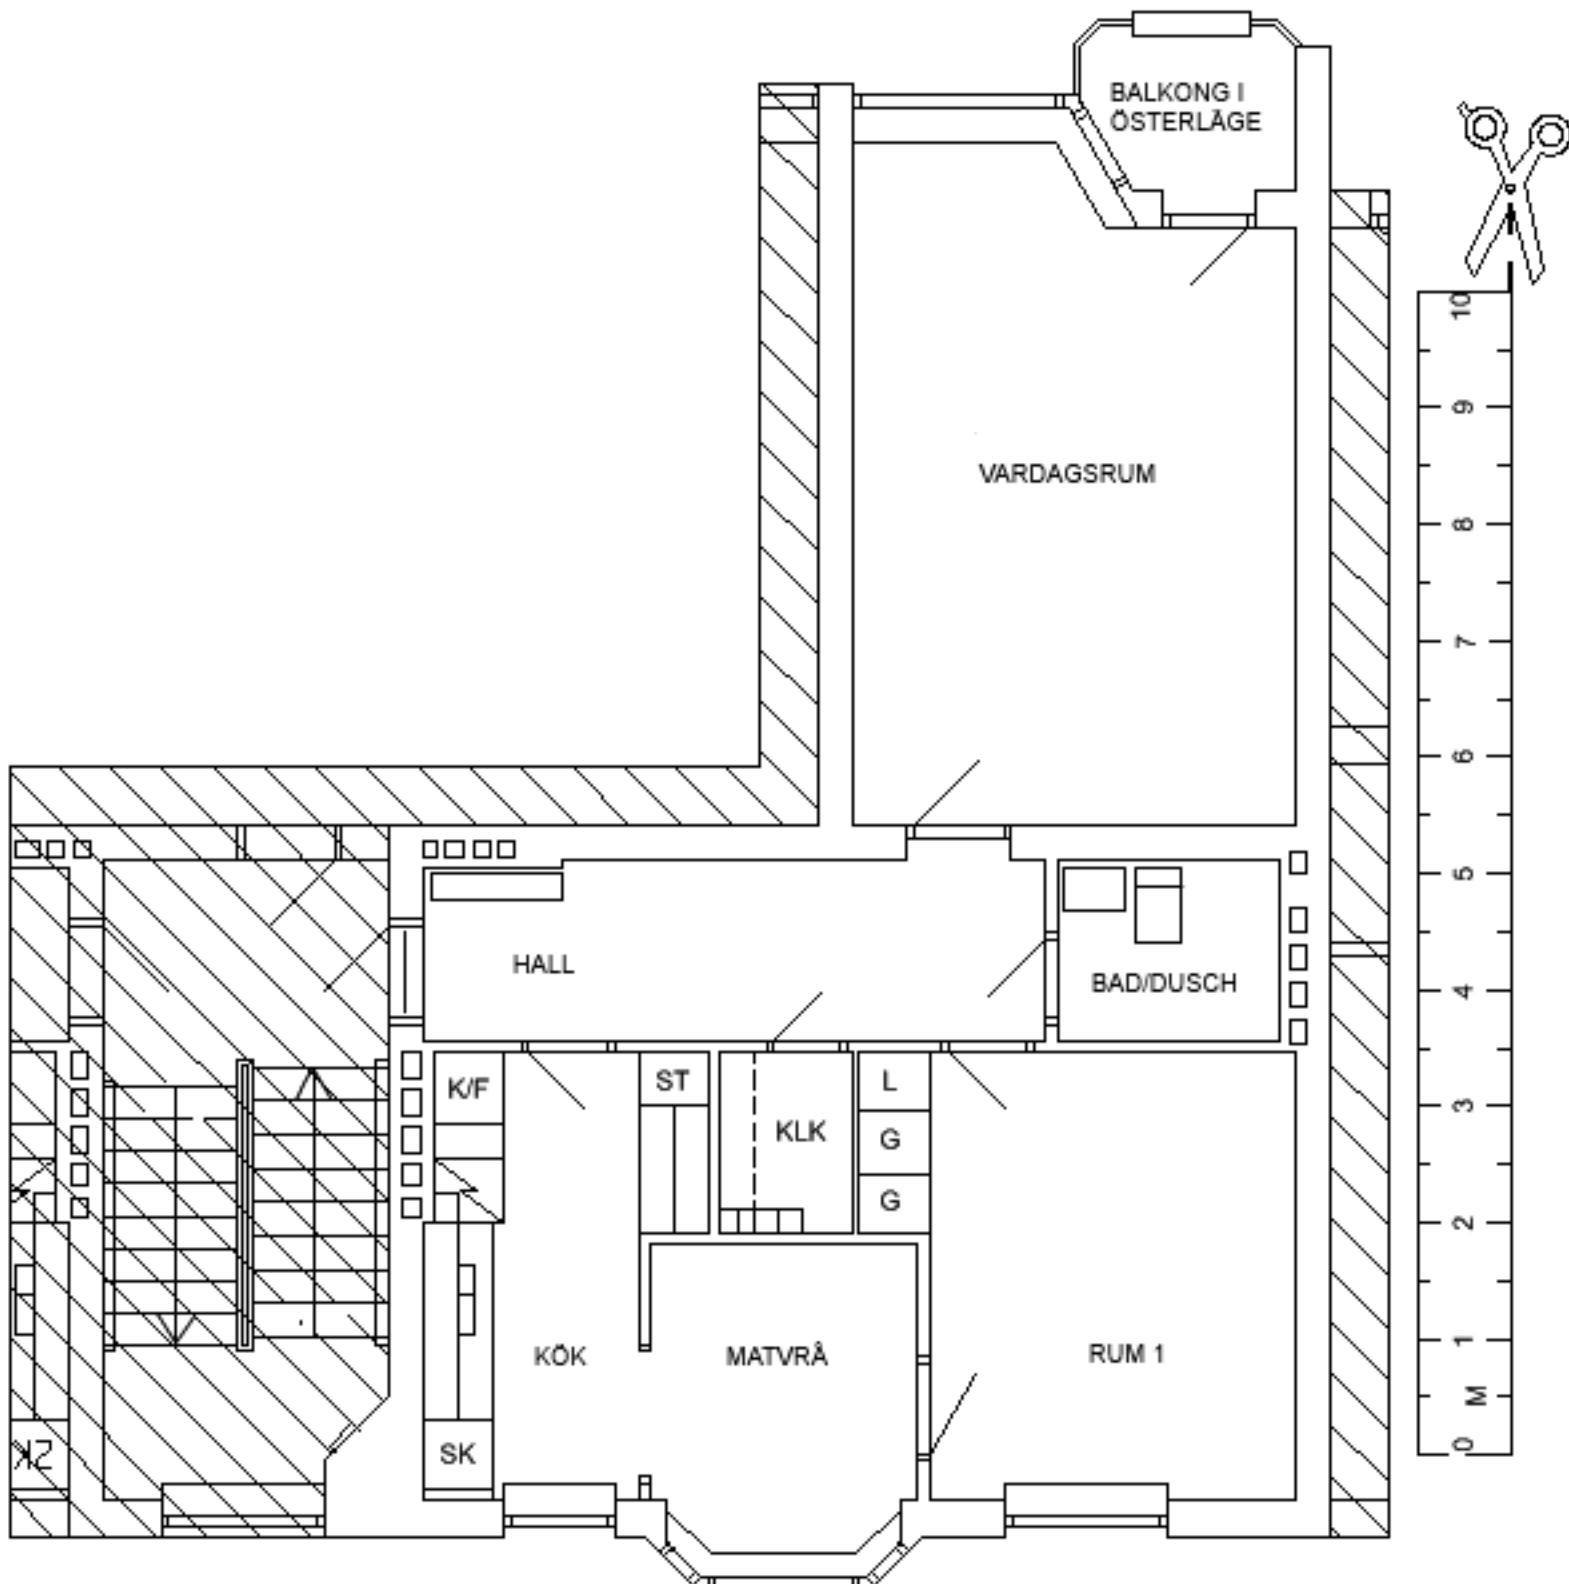 BALKONG I
ÖSTERLÄGE
VARDAGSRUM
HALL
BAD/DUSCH
K/F
ST
KLK
L
G
G
KÖK
MATVRÅ
RUM 1
SK
SK
10
9
8
7
6
5
4
3
2
1
M
0